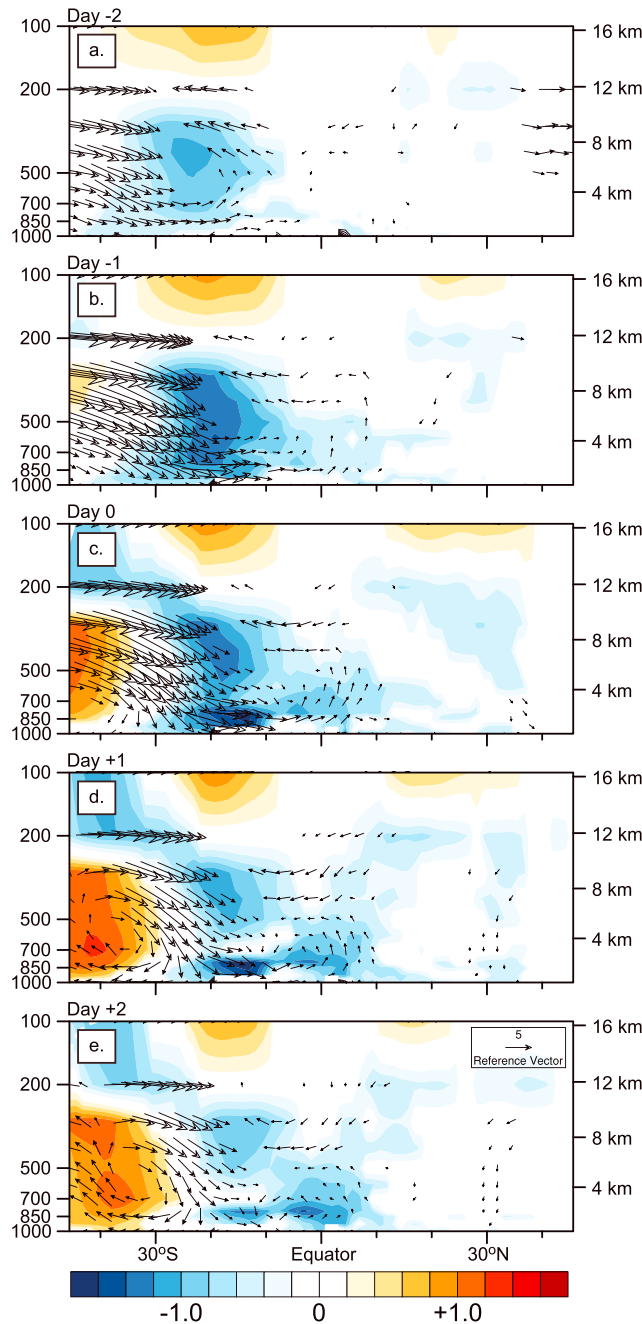 Day -2
100
16 km
a.
200
12 km
8 km
500
4 km
700
850
1000
Day -1
100
16 km
b.
200
12 km
8 km
500
4 km
700
850
1000
Day 0
100
16 km
c.
200
12 km
8 km
500
4 km
700
850
1000
Day +1
100
16 km
d.
200
12 km
8 km
500
4 km
700
850
1000
Day +2
100
16 km
e.
5
Reference Vector
200
12 km
8 km
500
4 km
700
850
1000
30ºS Equator 30ºN
-1.0 0 +1.0